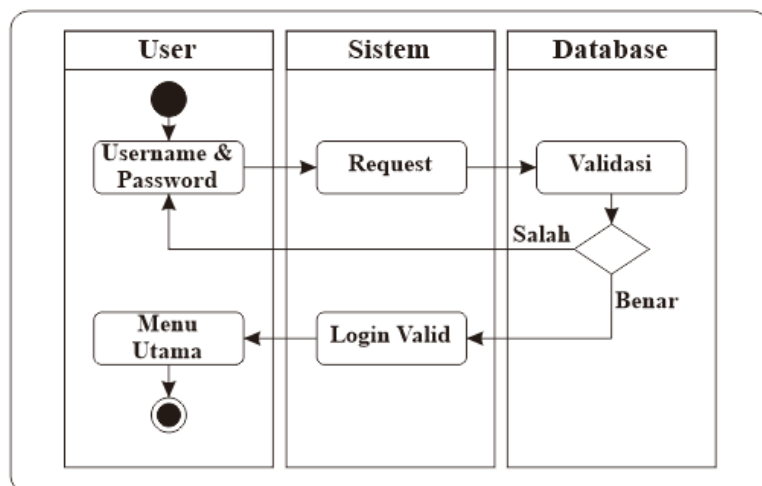 User
Sistem
Database
Username &
Password
Request
Validasi
Salah
Benar
Menu
Utama
Login Valid